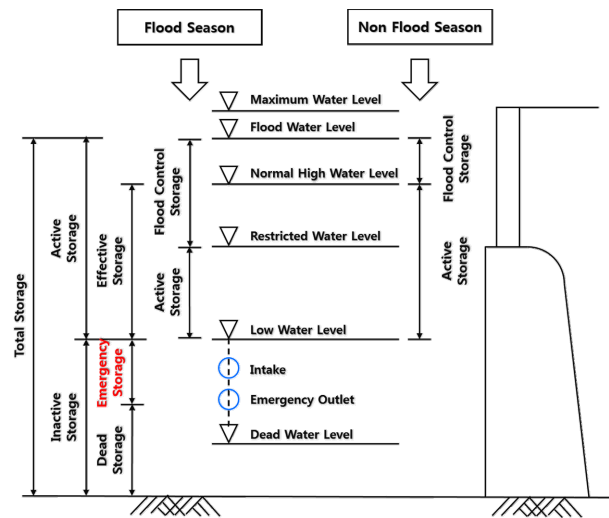 Flood Season
Non Flood Season
Maximum Water Level
Flood Water Level
Normal High Water Level
Restricted Water Level
Low Water Level
Intake
Emergency Outlet
Dead Water Level
Total Storage
Active
Storage
Inactive
Storage
Effective
Storage
Emergency
Storage
Dead
Storage
Flood Control
Storage
Active
Storage
Flood Control
Storage
Active
Storage